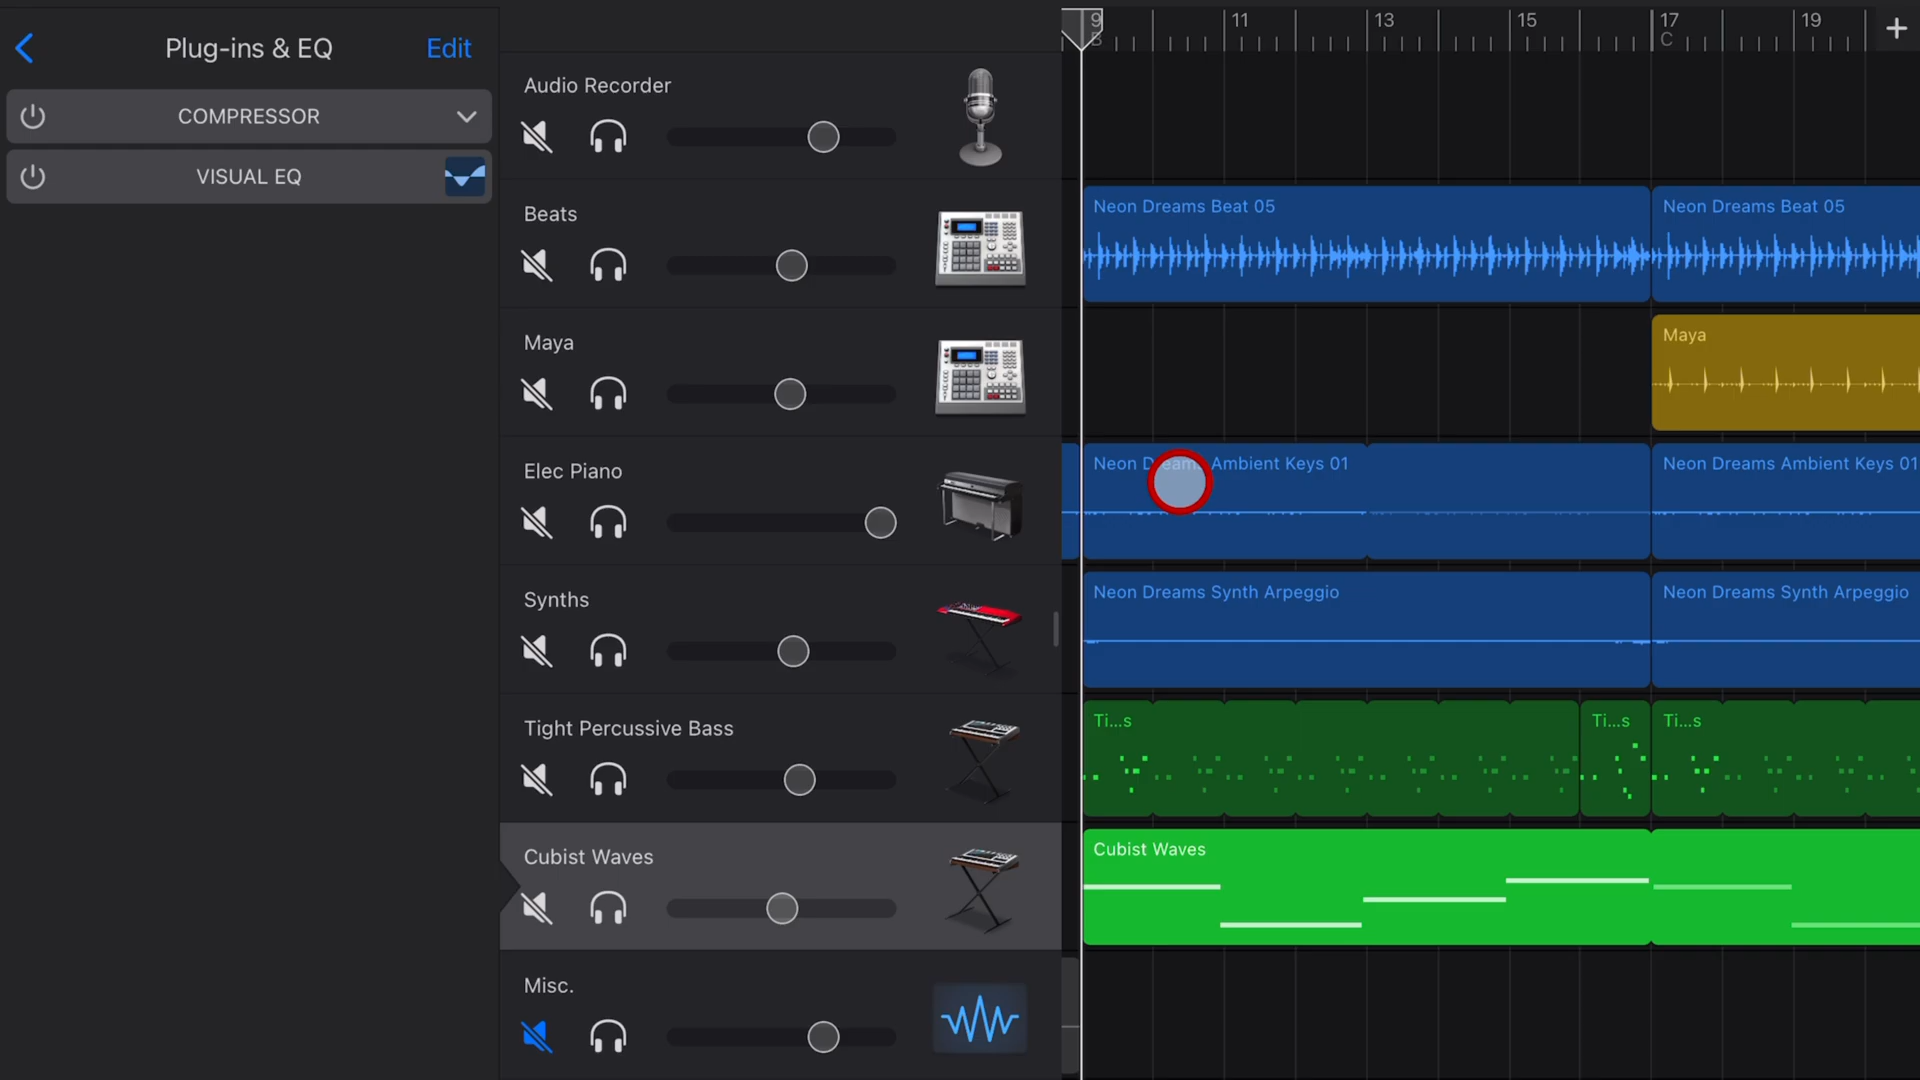 Plug-ins & EQ
Edit
COMPRESSOR
VISUAL EQ
9
11
13
15
17
19
B
C
Audio Recorder
Beats
Neon Dreams Beat 05
Neon Dreams Beat 05
Maya
Maya
Elec Piano
Neon Dreams Ambient Keys 01
Neon Dreams Ambient Keys 01
Synths
Neon Dreams Synth Arpeggio
Neon Dreams Synth Arpeggio
Tight Percussive Bass
Ti...s
Ti...s
Ti...s
Cubist Waves
Cubist Waves
Misc.